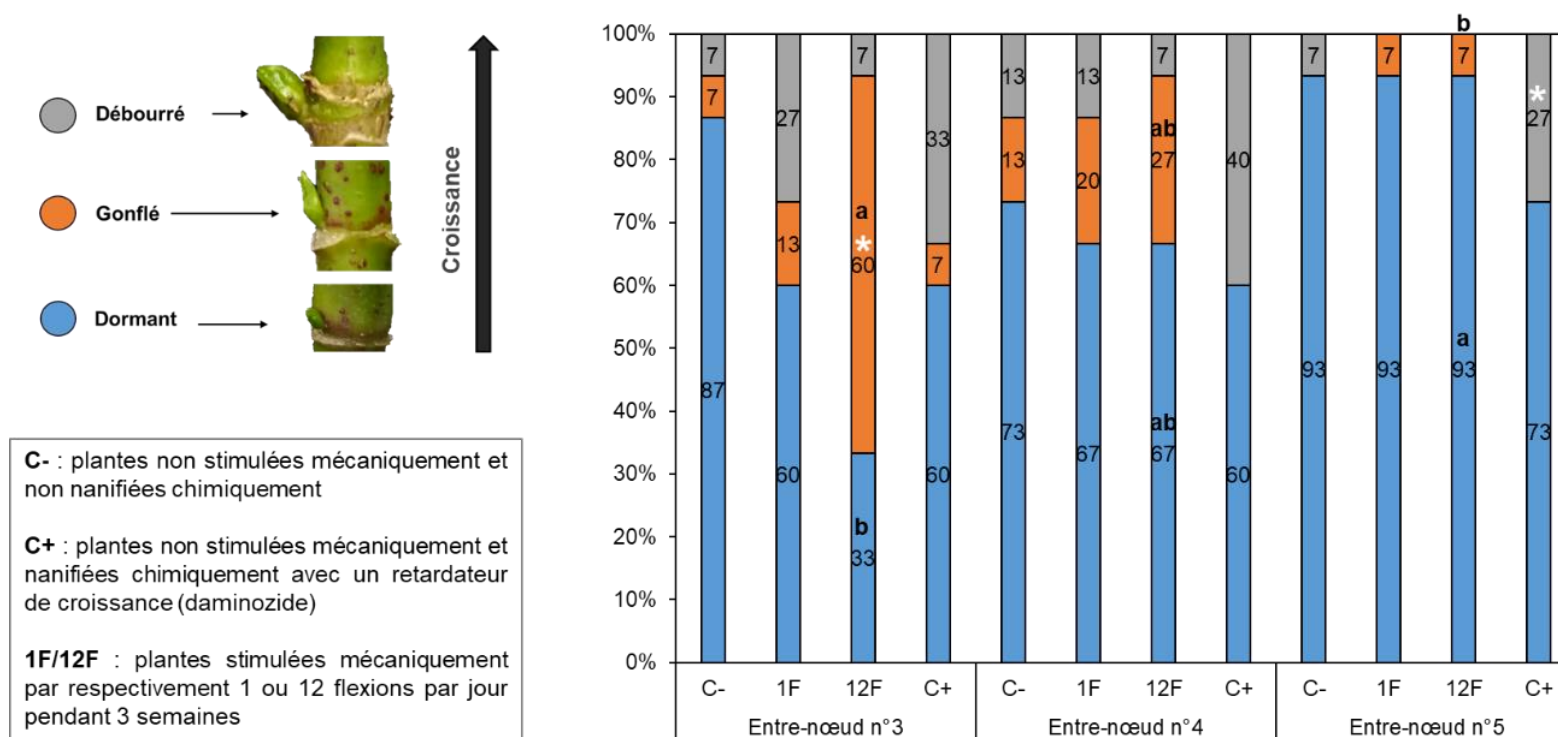 Débourré
Gonflé
Dormant
Croissance
C- : plantes non stimulées mécaniquement et
non nanifiées chimiquement
C+ : plantes non stimulées mécaniquement et
nanifiées chimiquement avec un retardateur
de croissance (daminozide)
1F/12F : plantes stimulées mécaniquement
par respectivement 1 ou 12 flexions par jour
pendant 3 semaines
100%
90%
80%
70%
60%
50%
40%
30%
20%
10%
0%
7
7
87
27
13
60
7
a
*
60
b
33
33
7
60
13
13
73
13
20
67
7
ab
27
ab
67
40
60
7
93
7
93
b
7
a
93
*
27
73
C- 1F 12F C+ C- 1F 12F C+ C- 1F 12F C+
Entre-nœud n°3 Entre-nœud n°4 Entre-nœud n°5